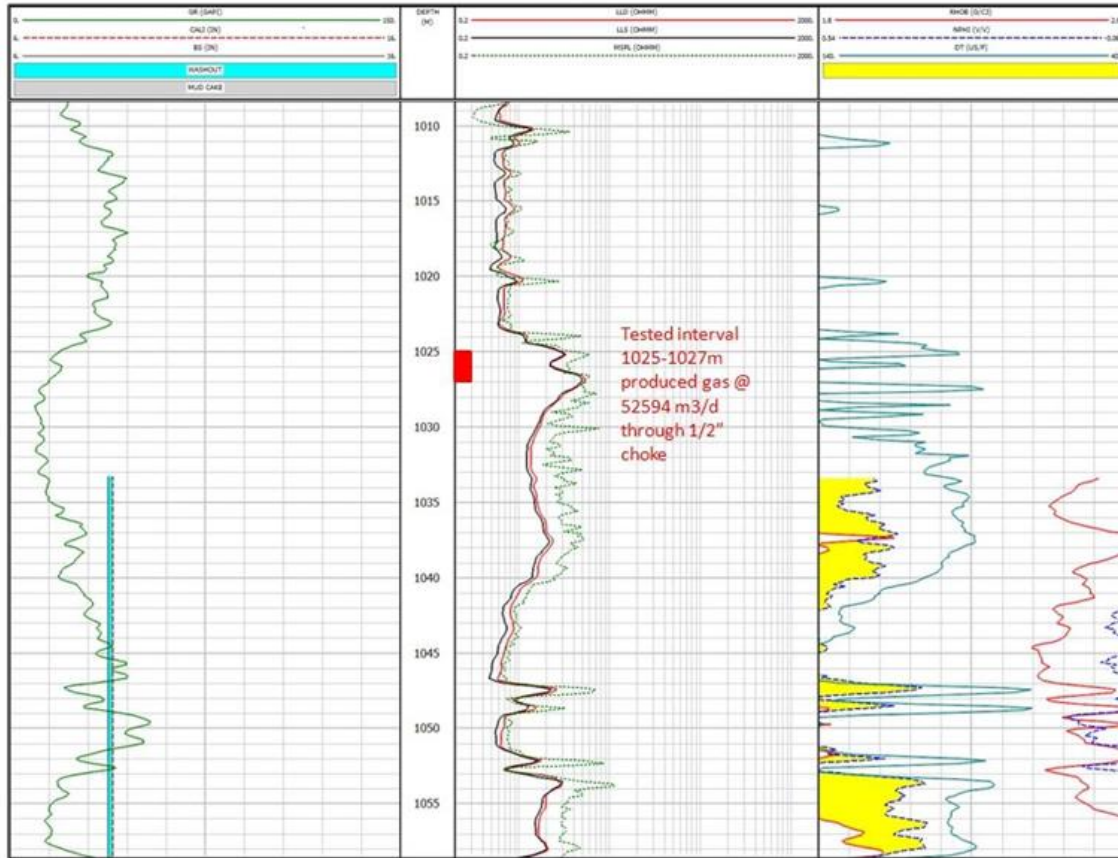 GR (GAPI)
0. 150.
CALI (IN)
6. 16.
BS (IN)
6. 16.
WASHOUT
MUD CAKE
DEPTH
(M)
LLD (OHMM)
0.2 2000.
LLS (OHMM)
0.2 2000.
MSFL (OHMM)
0.2 2000.
RHOB (G/C3)
1.8
NPHI (V/V)
0.54
DT (US/F)
140. 40.
1010
1015
1020
1025
1030
1035
1040
1045
1050
1055
Tested interval
1025-1027m
produced gas @
52594 m3/d
through 1/2"
choke